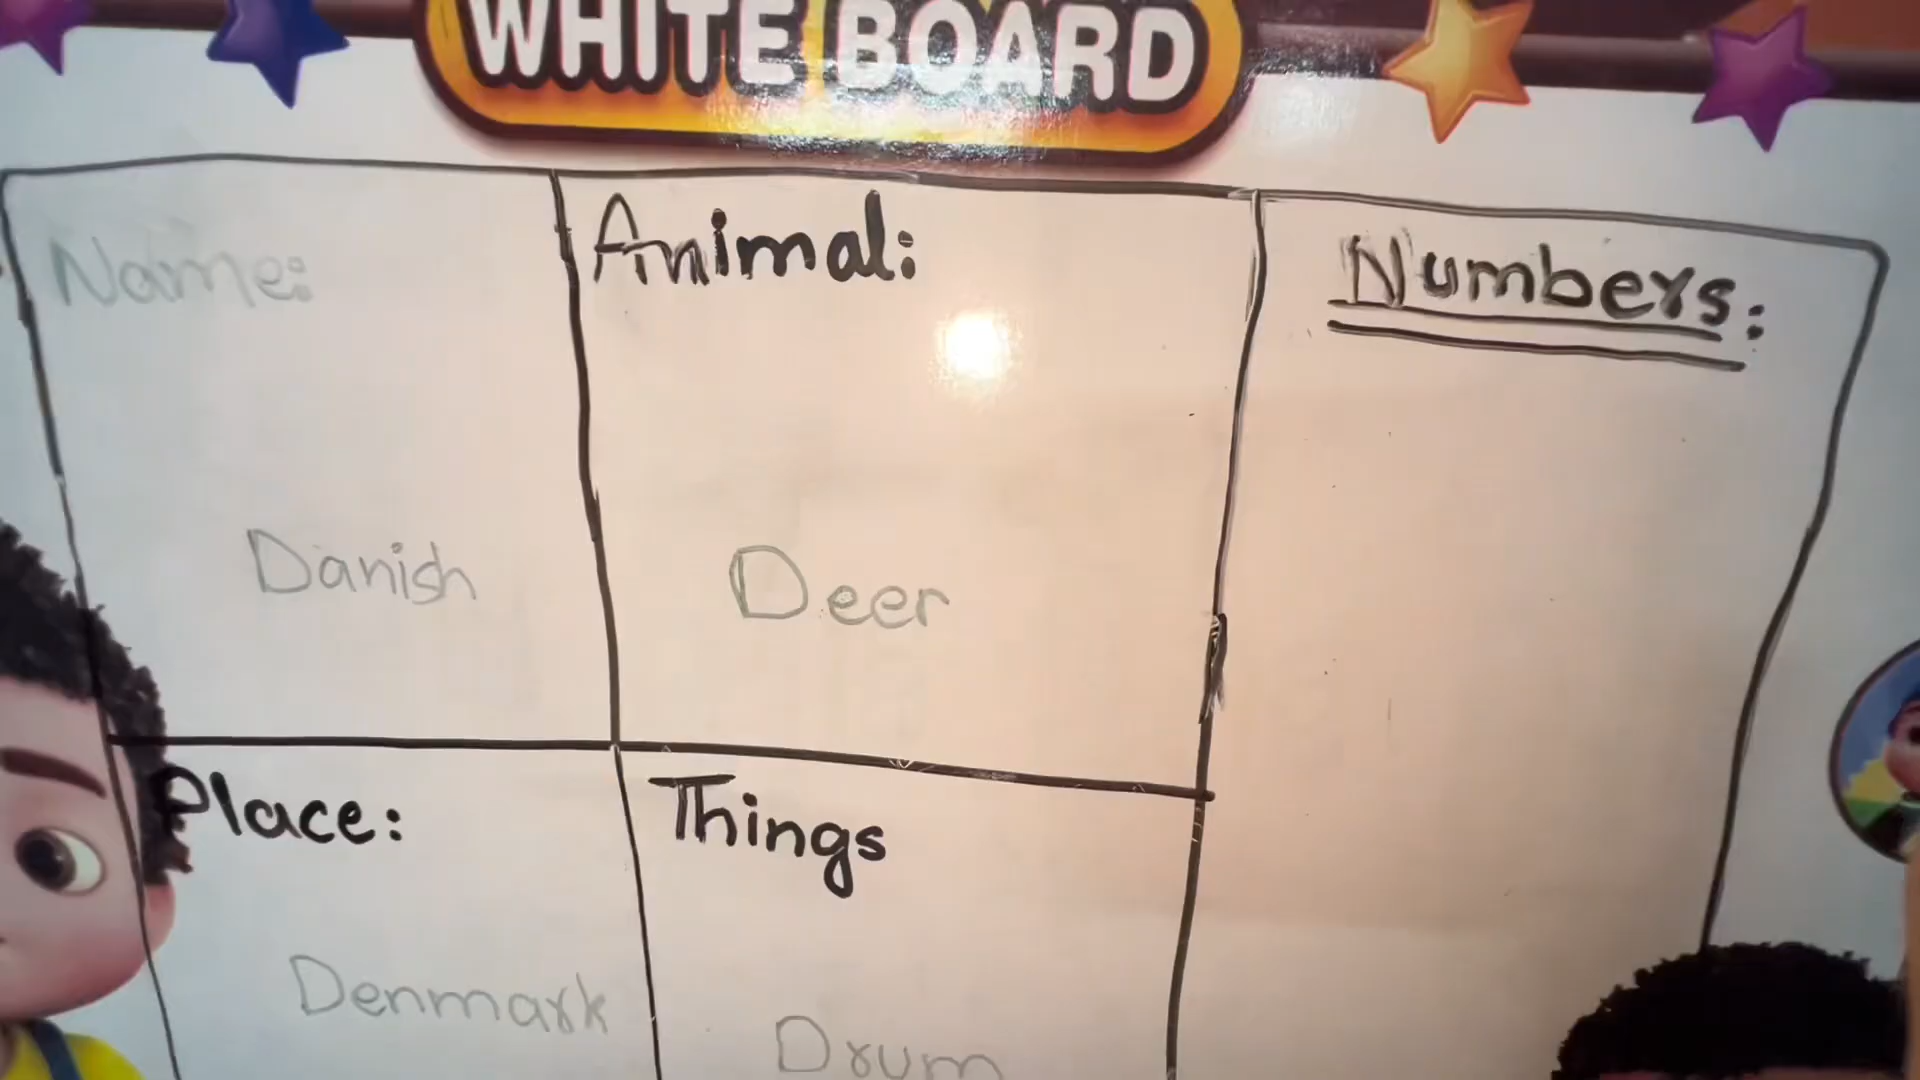 WHITE BOARD
Name:
Danish
Animal:
Deer
Numbers:
Place:
Denmark
Things
Drum